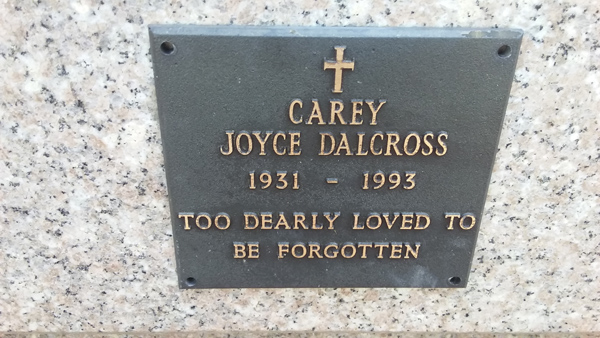 CAREY
JOYCE DALCROSS
1931 - 1993
TOO DEARLY LOVED TO
BE FORGOTTEN